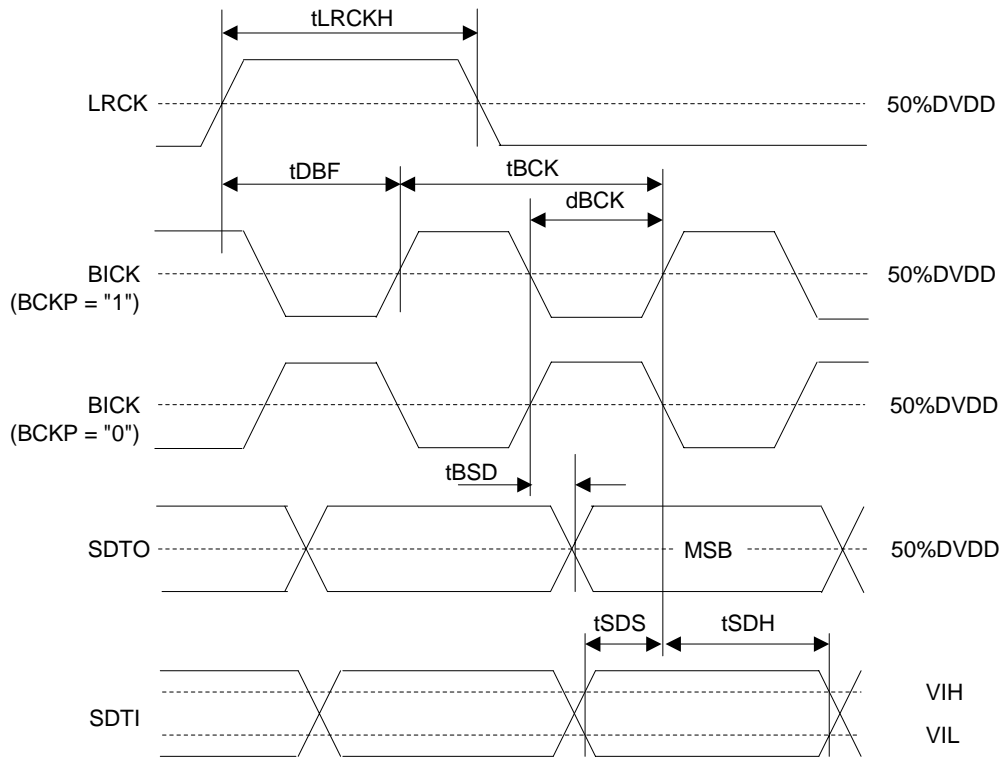 tLRCKH
LRCK
50%DVDD
tDBF
tBCK
dBCK
BICK
(BCKP = "1")
50%DVDD
BICK
(BCKP = "0")
50%DVDD
tBSD
SDTO
MSB
50%DVDD
tSDS
tSDH
SDTI
VIH
VIL